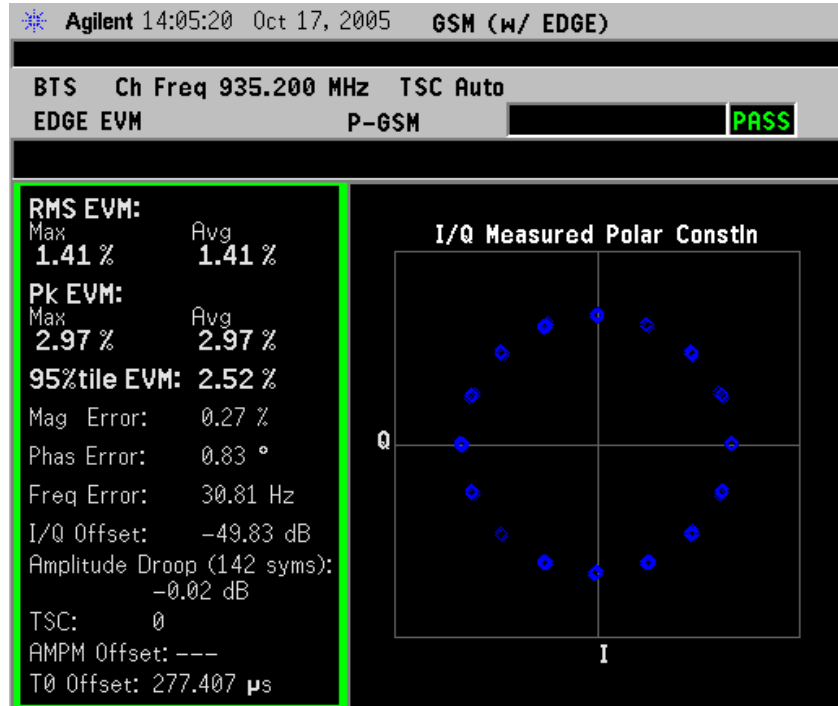 Agilent 14:05:20 Oct 17, 2005 GSM (w/ EDGE)
BTS Ch Freq 935.200 MHz TSC Auto
EDGE EVM P-GSM PASS
RMS EVM:
Max Avg
1.41 % 1.41 %
Pk EVM:
Max Avg
2.97 % 2.97 %
95%tile EVM: 2.52 %
Mag Error: 0.27 %
Phas Error: 0.83 °
Freq Error: 30.81 Hz
I/Q Offset: -49.83 dB
Amplitude Droop (142 syms):
-0.02 dB
TSC: 0
AMPM Offset: ---
T0 Offset: 277.407 µs
I/Q Measured Polar Constln
Q
I